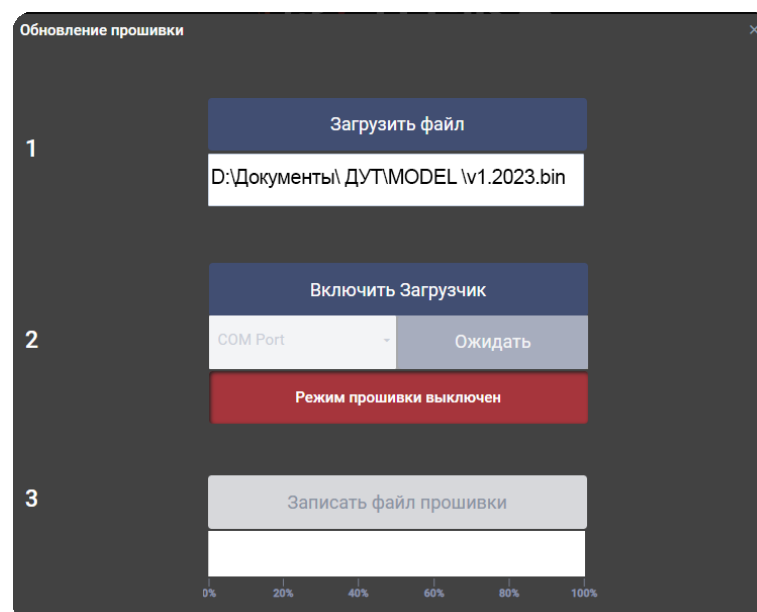 Обновление прошивки
×
1
Загрузить файл
D:\Документы\ ДУТ\MODEL \v1.2023.bin
Включить Загрузчик
2
COM Port
Ожидать
Режим прошивки выключен
3
Записать файл прошивки
0% 20% 40% 60% 80% 100%